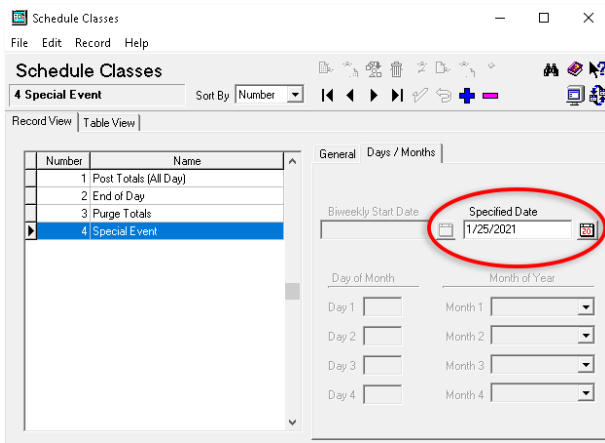 Schedule Classes
File Edit Record Help
Schedule Classes
4 Special Event Sort By Number
Record View Table View
Number Name
1 Post Totals (All Day)
2 End of Day
3 Purge Totals
4 Special Event
General Days / Months
Biweekly Start Date Specified Date
1/25/2021
Day of Month Month of Year
Day 1 Month 1
Day 2 Month 2
Day 3 Month 3
Day 4 Month 4